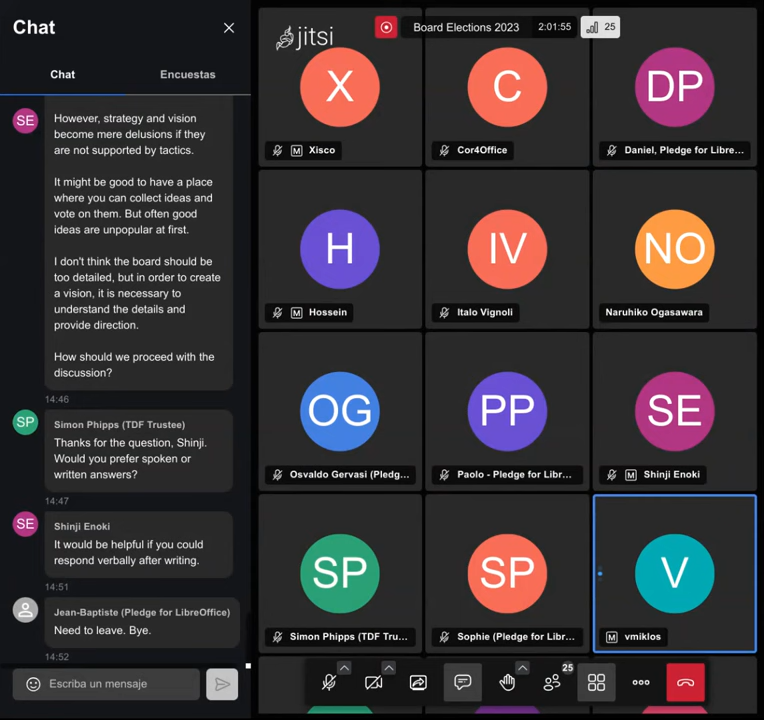 Chat
Chat
Encuestas
SE
However, strategy and vision
become mere delusions if they
are not supported by tactics.
It might be good to have a place
where you can collect ideas and
vote on them. But often good
ideas are unpopular at first.
I don't think the board should be
too detailed, but in order to create
a vision, it is necessary to
understand the details and
provide direction.
How should we proceed with the
discussion?
14:46
SP
Simon Phipps (TDF Trustee)
Thanks for the question, Shinji.
Would you prefer spoken or
written answers?
14:47
SE
Shinji Enoki
It would be helpful if you could
respond verbally after writing.
14:51
Jean-Baptiste (Pledge for LibreOffice)
Need to leave. Bye.
14:52
Escriba un mensaje
jitsi
Board Elections 2023
2:01:55
25
X
M
Xisco
C
Cor4Office
DP
Daniel, Pledge for Libre...
H
M
Hossein
IV
Italo Vignoli
NO
Naruhiko Ogasawara
OG
Osvaldo Gervasi (Pledg...
PP
Paolo - Pledge for Libr...
SE
M
Shinji Enoki
SP
Simon Phipps (TDF Tru...
SP
Sophie (Pledge for Libr...
V
M
vmiklos
25